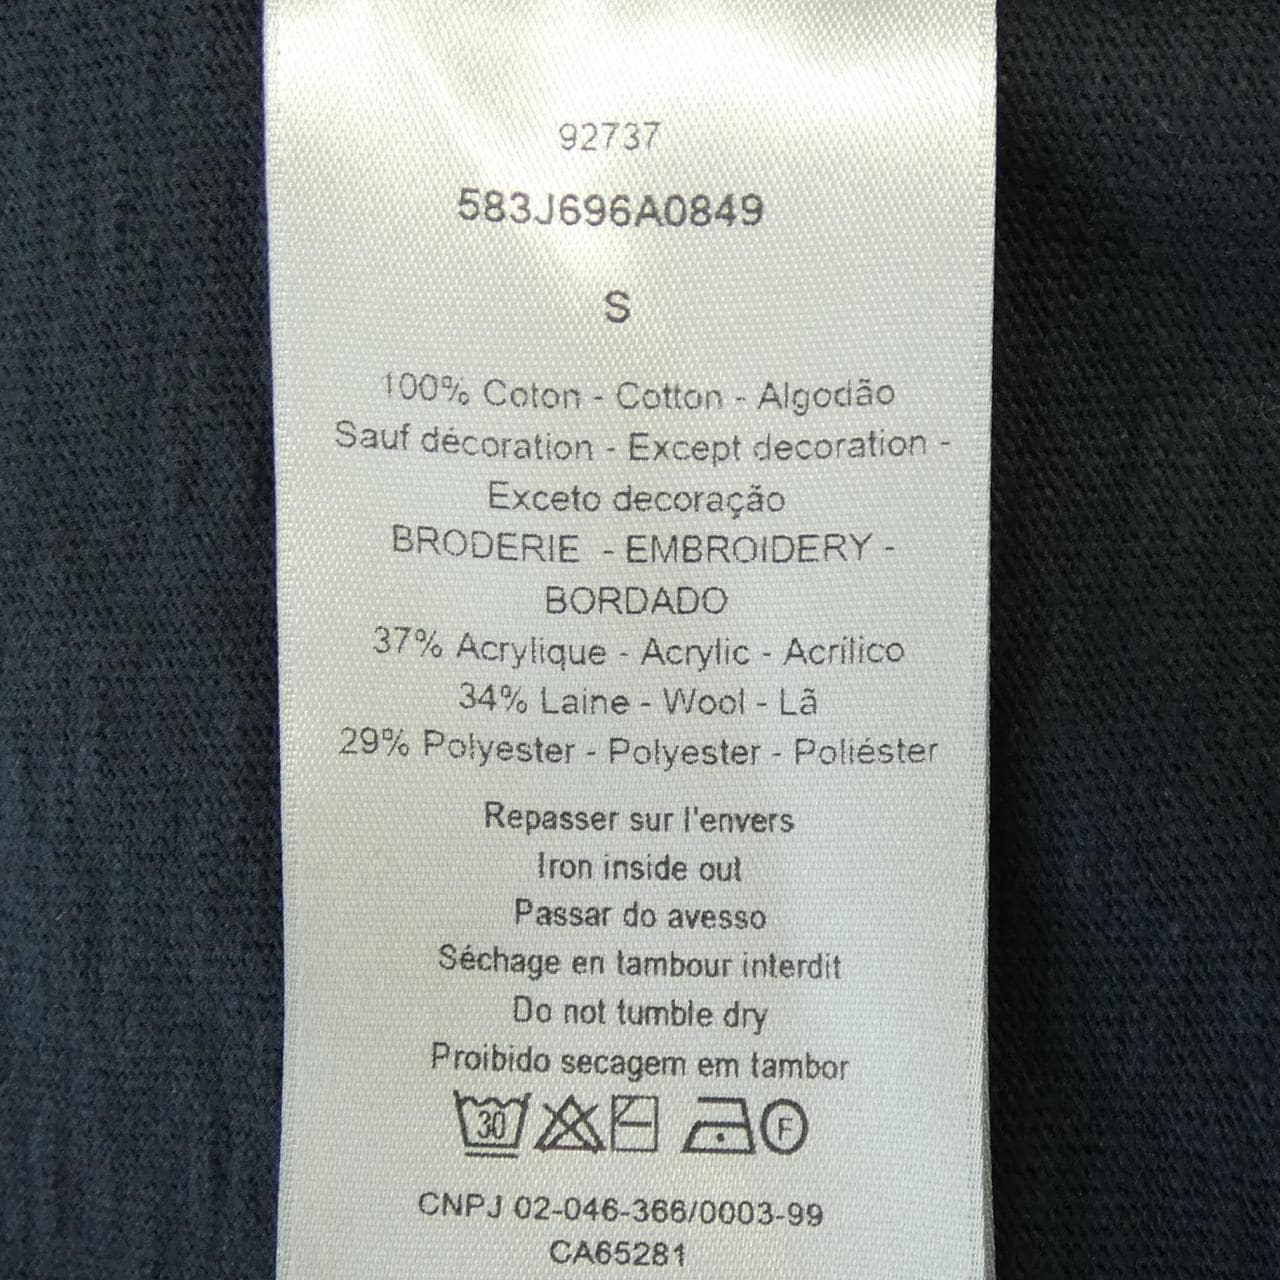 92737
583J696A0849
S
100% Coton - Cotton - Algodão
Sauf décoration - Except decoration -
Exceto decoração
BRODERIE - EMBROIDERY -
BORDADO
37% Acrylique - Acrylic - Acrílico
34% Laine - Wool - Lã
29% Polyester - Polyester - Poliéster
Repasser sur l'envers
Iron inside out
Passar do avesso
Séchage en tambour interdit
Do not tumble dry
Proibido secagem em tambor
30 F
CNPJ 02-046-366/0003-99
CA65281